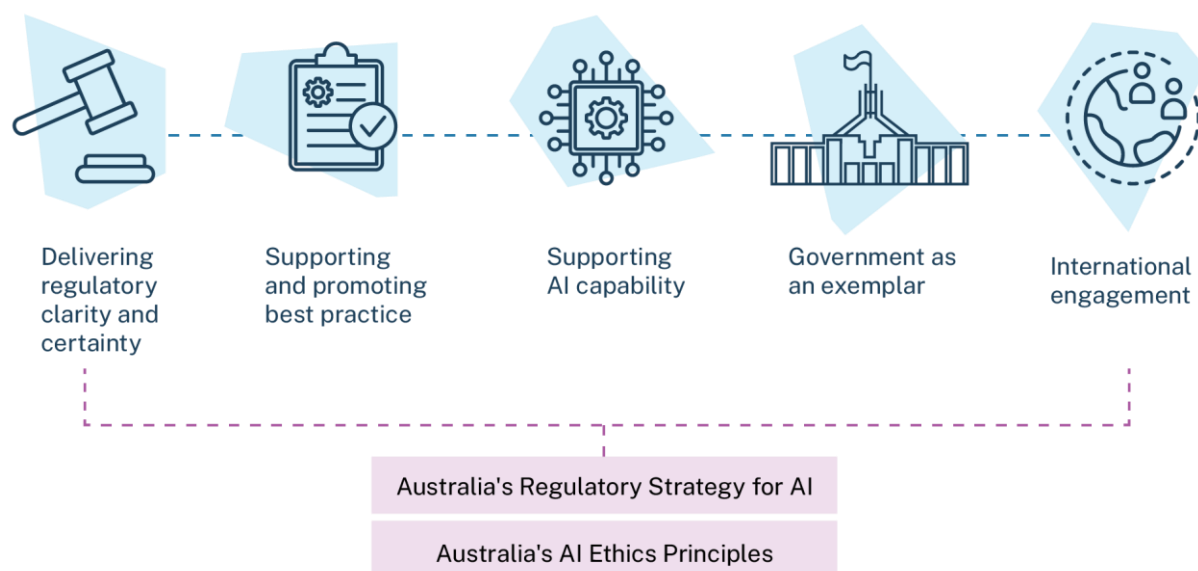 Delivering
regulatory
clarity and
certainty
Supporting
and promoting
best practice
Supporting
AI capability
Government as
an exemplar
International
engagement
Australia's Regulatory Strategy for AI
Australia's AI Ethics Principles